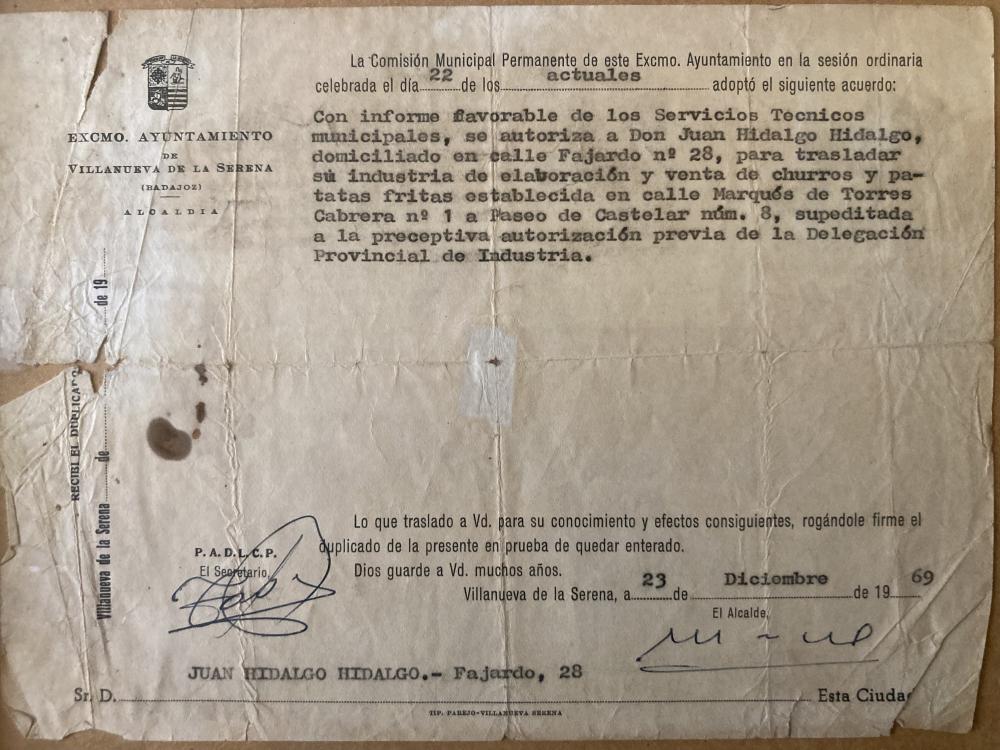 EXCMO. AYUNTAMIENTO
DE
VILLANUEVA DE LA SERENA
(BADAJOZ)
ALCALDIA
La Comisión Municipal Permanente de este Excmo. Ayuntamiento en la sesión ordinaria
celebrada el día 22 de los actuales adoptó el siguiente acuerdo:
Con informe favorable de los Servicios Tecnicos
municipales, se autoriza a Don Juan Hidalgo Hidalgo,
domiciliado en calle Fajardo nº 28, para trasladar
su industria de elaboración y venta de churros y pa-
tatas fritas establecida en calle Marqués de Torres
Cabrera nº 1 a Paseo de Castelar núm. 8, supeditada
a la preceptiva autorización previa de la Delegación
Provincial de Industria.
RECIBI EL DUPLICADO
Villanueva de la Serena de de 19
Lo que traslado a Vd. para su conocimiento y efectos consiguientes, rogándole firme el
duplicado de la presente en prueba de quedar enterado.
Dios guarde a Vd. muchos años.
Villanueva de la Serena, a 23 de Diciembre de 19 69
P. A. D. L. C. P.
El Secretario,
El Alcalde,
JUAN HIDALGO HIDALGO.- Fajardo, 28
Sr. D. Esta Ciudad
TIP. PAREJO-VILLANUEVA SERENA